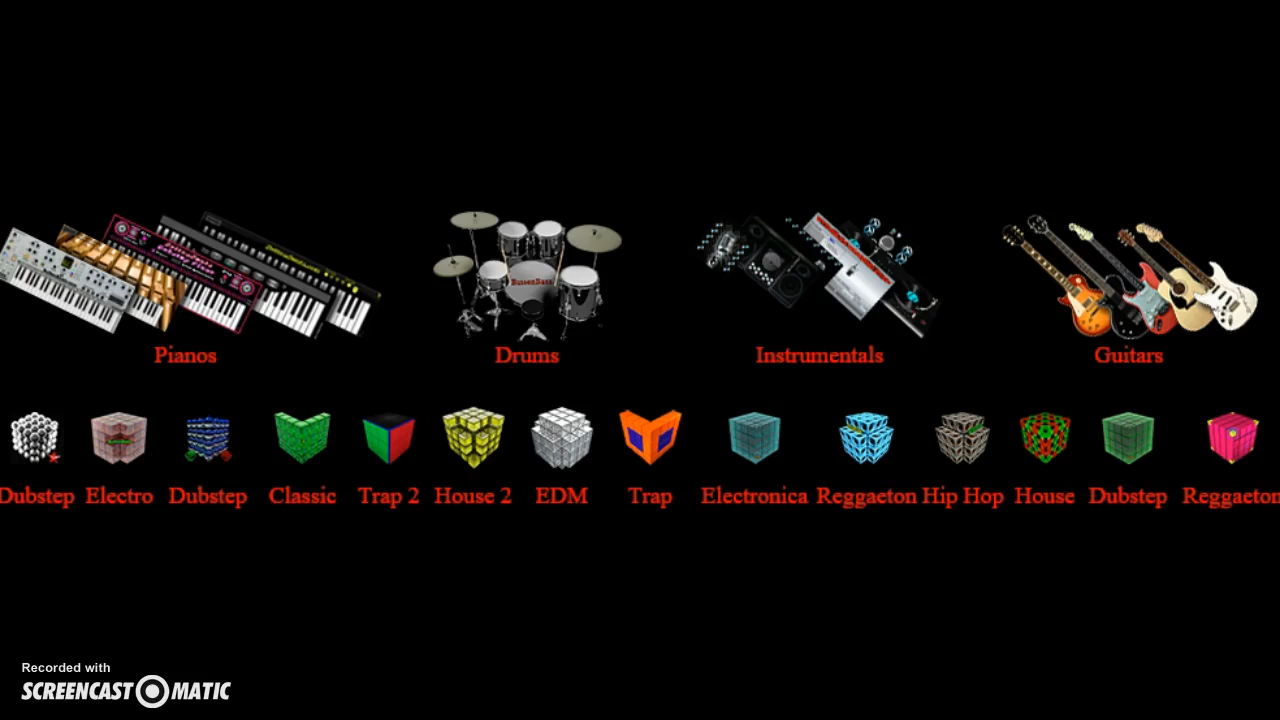 BussenBass
Pianos Drums Instrumentals Guitars
Dubstep Electro Dubstep Classic Trap 2 House 2 EDM Trap Electronica Reggaeton Hip Hop House Dubstep Reggaeton
Recorded with
SCREENCAST MATIC